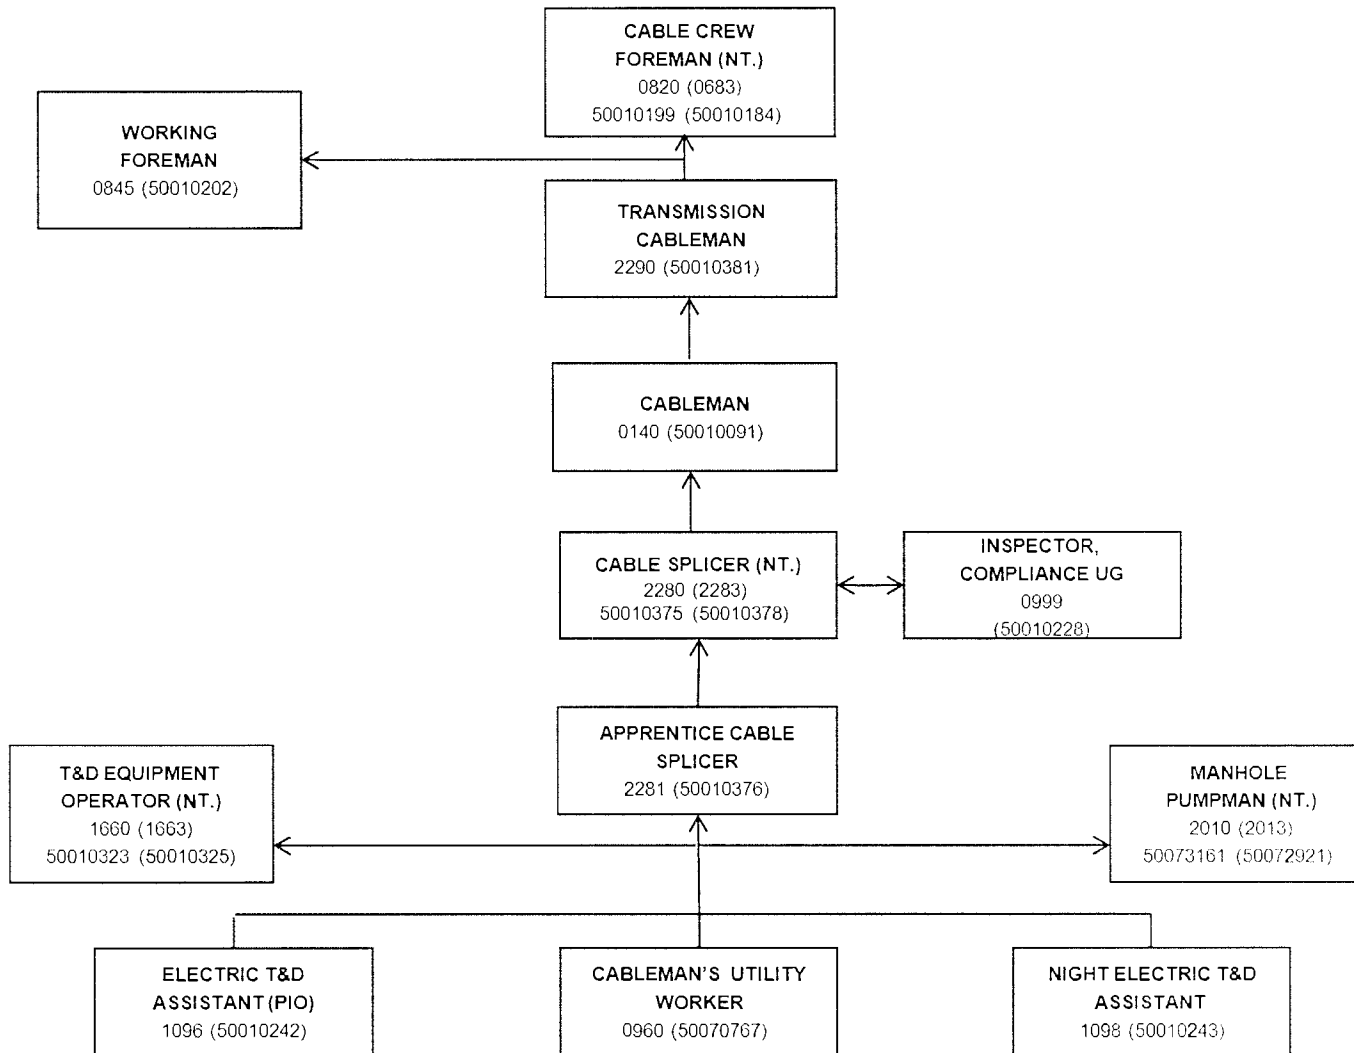 CABLE CREW
FOREMAN (NT.)
0820 (0683)
50010199 (50010184)
WORKING
FOREMAN
0845 (50010202)
TRANSMISSION
CABLEMAN
2290 (50010381)
CABLEMAN
0140 (50010091)
CABLE SPLICER (NT.)
2280 (2283)
50010375 (50010378)
INSPECTOR,
COMPLIANCE UG
0999
(50010228)
APPRENTICE CABLE
SPLICER
2281 (50010376)
T&D EQUIPMENT
OPERATOR (NT.)
1660 (1663)
50010323 (50010325)
MANHOLE
PUMPMAN (NT.)
2010 (2013)
50073161 (50072921)
ELECTRIC T&D
ASSISTANT (PIO)
1096 (50010242)
CABLEMAN'S UTILITY
WORKER
0960 (50070767)
NIGHT ELECTRIC T&D
ASSISTANT
1098 (50010243)